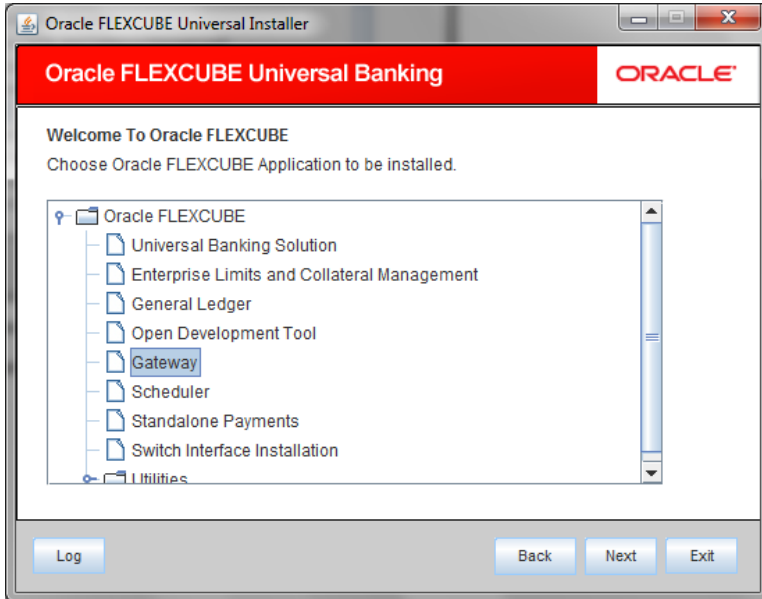 Oracle FLEXCUBE Universal Installer
Oracle FLEXCUBE Universal Banking
ORACLE
Welcome To Oracle FLEXCUBE
Choose Oracle FLEXCUBE Application to be installed.
Oracle FLEXCUBE
Universal Banking Solution
Enterprise Limits and Collateral Management
General Ledger
Open Development Tool
Gateway
Scheduler
Standalone Payments
Switch Interface Installation
Utilities
Log Back Next Exit